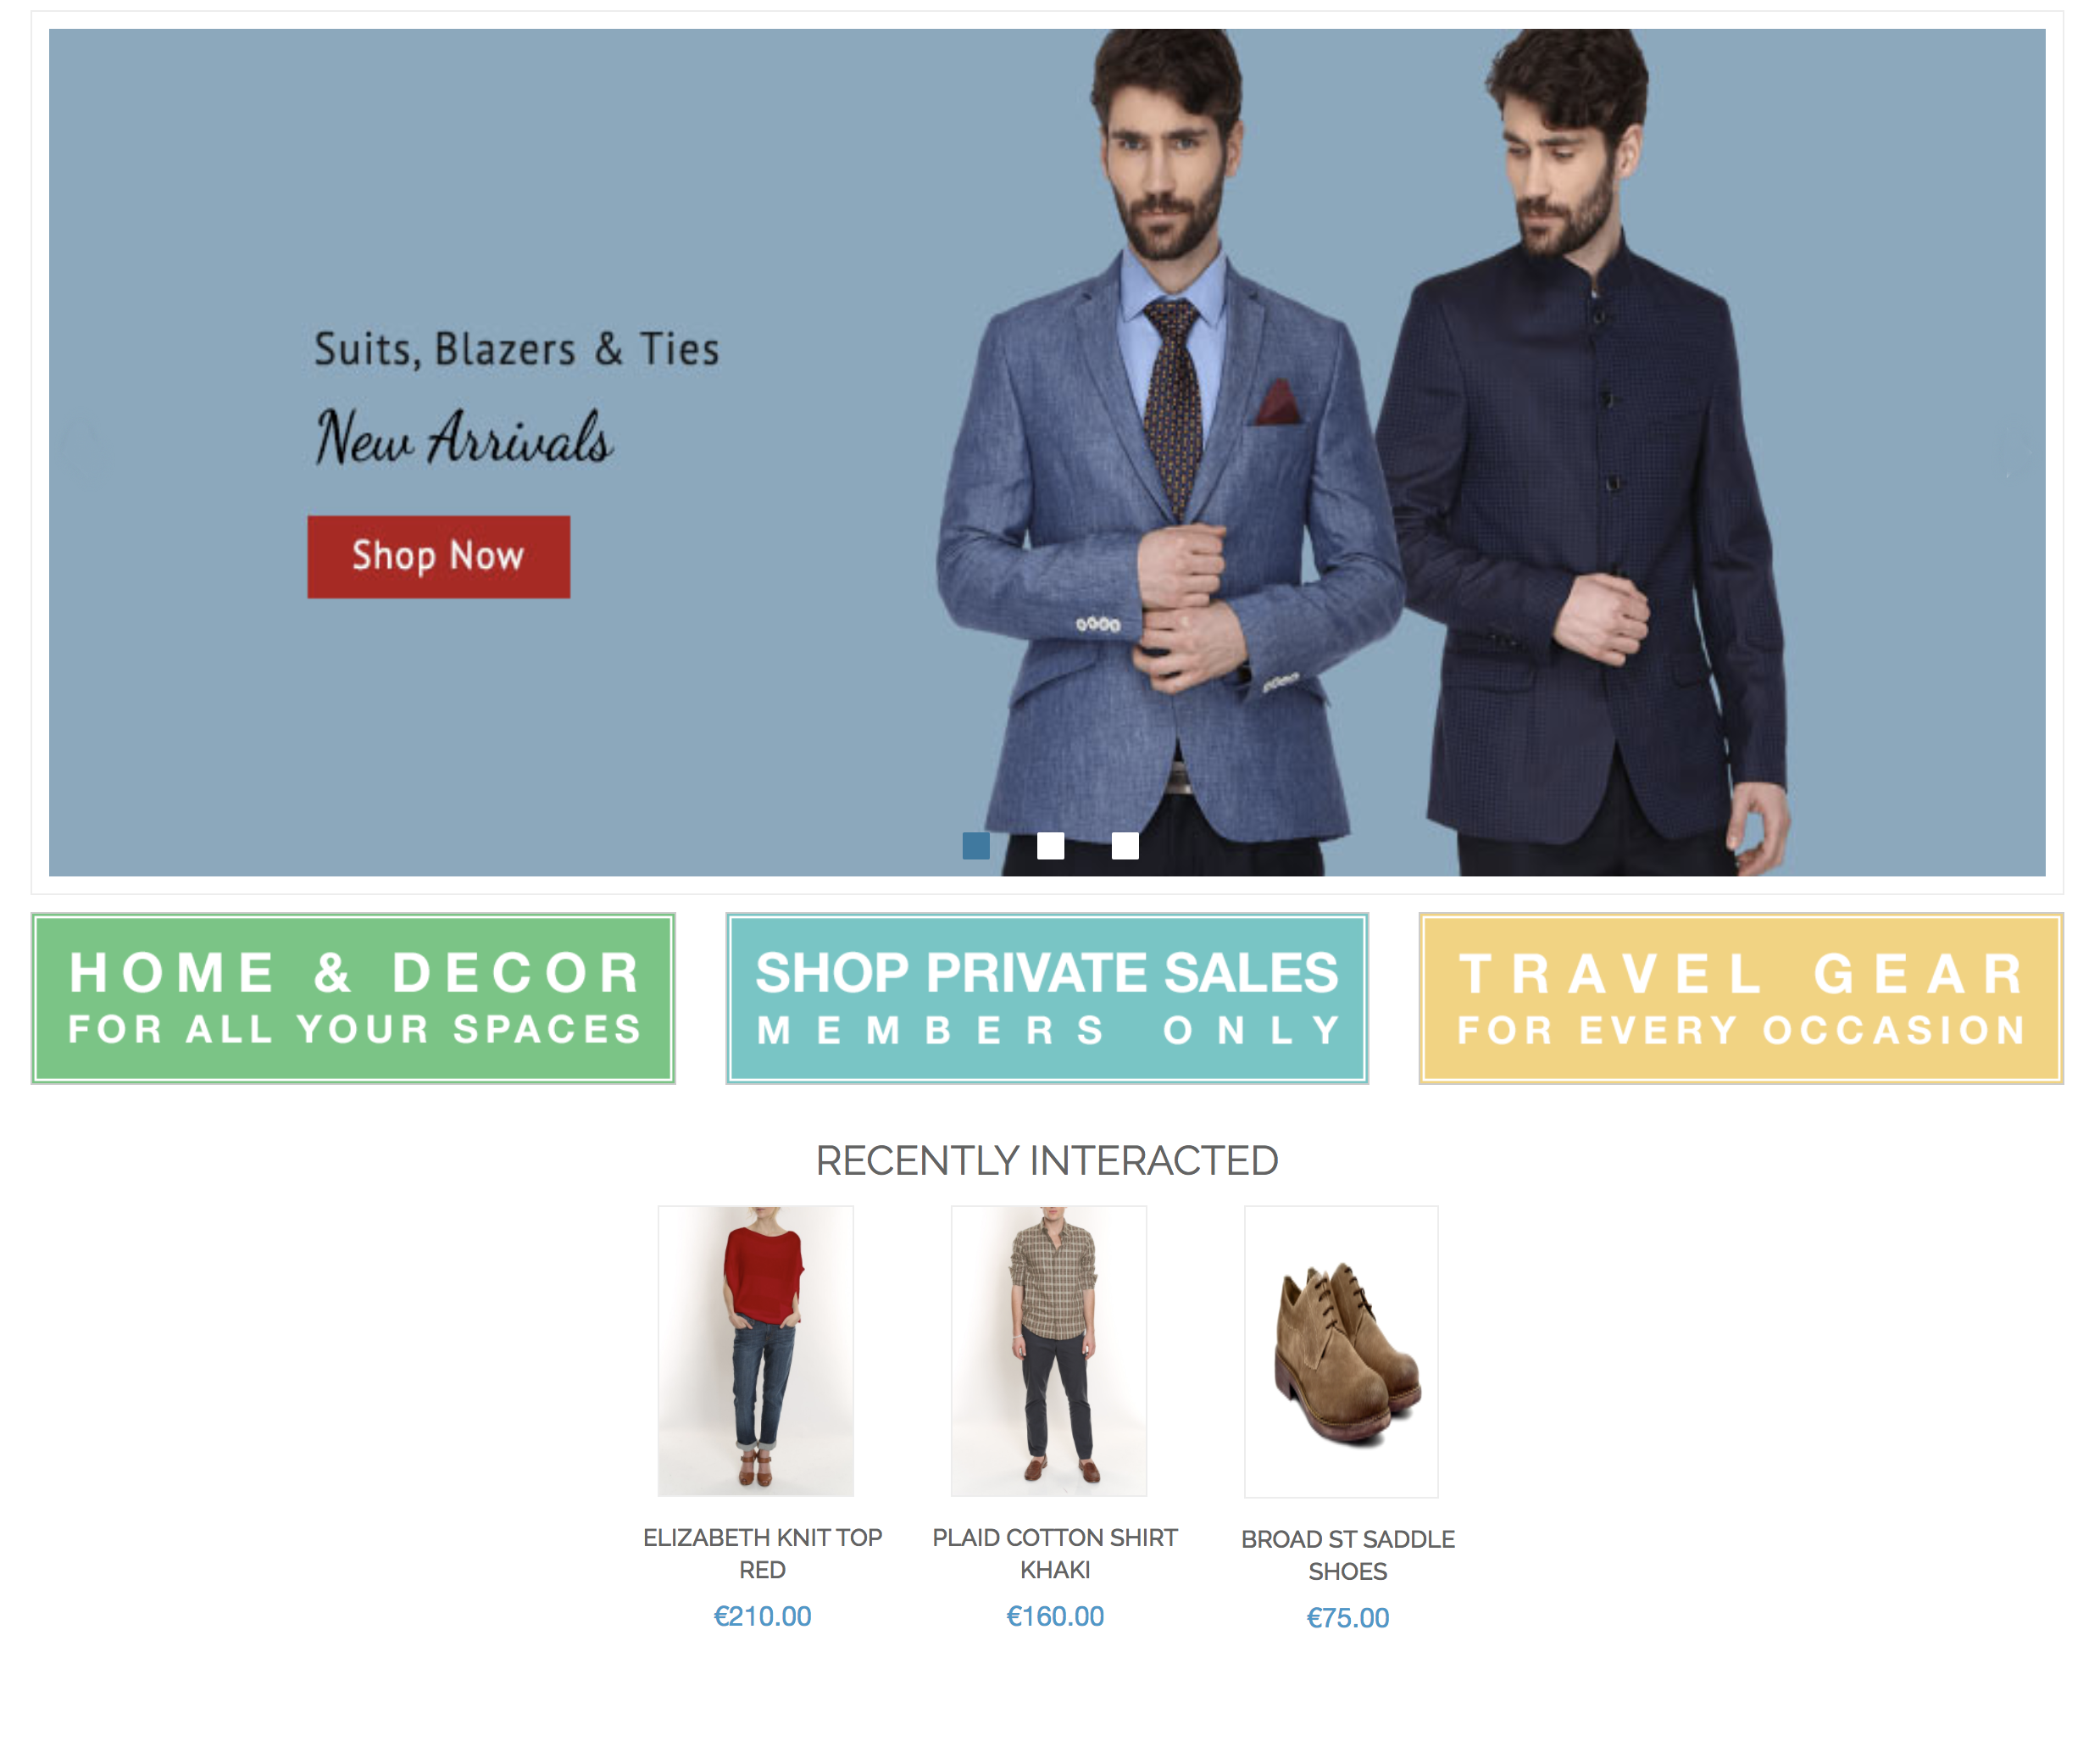 Suits, Blazers & Ties
New Arrivals
Shop Now
HOME & DECOR
FOR ALL YOUR SPACES
SHOP PRIVATE SALES
MEMBERS ONLY
TRAVEL GEAR
FOR EVERY OCCASION
RECENTLY INTERACTED
ELIZABETH KNIT TOP
RED
€210.00
PLAID COTTON SHIRT
KHAKI
€160.00
BROAD ST SADDLE
SHOES
€75.00